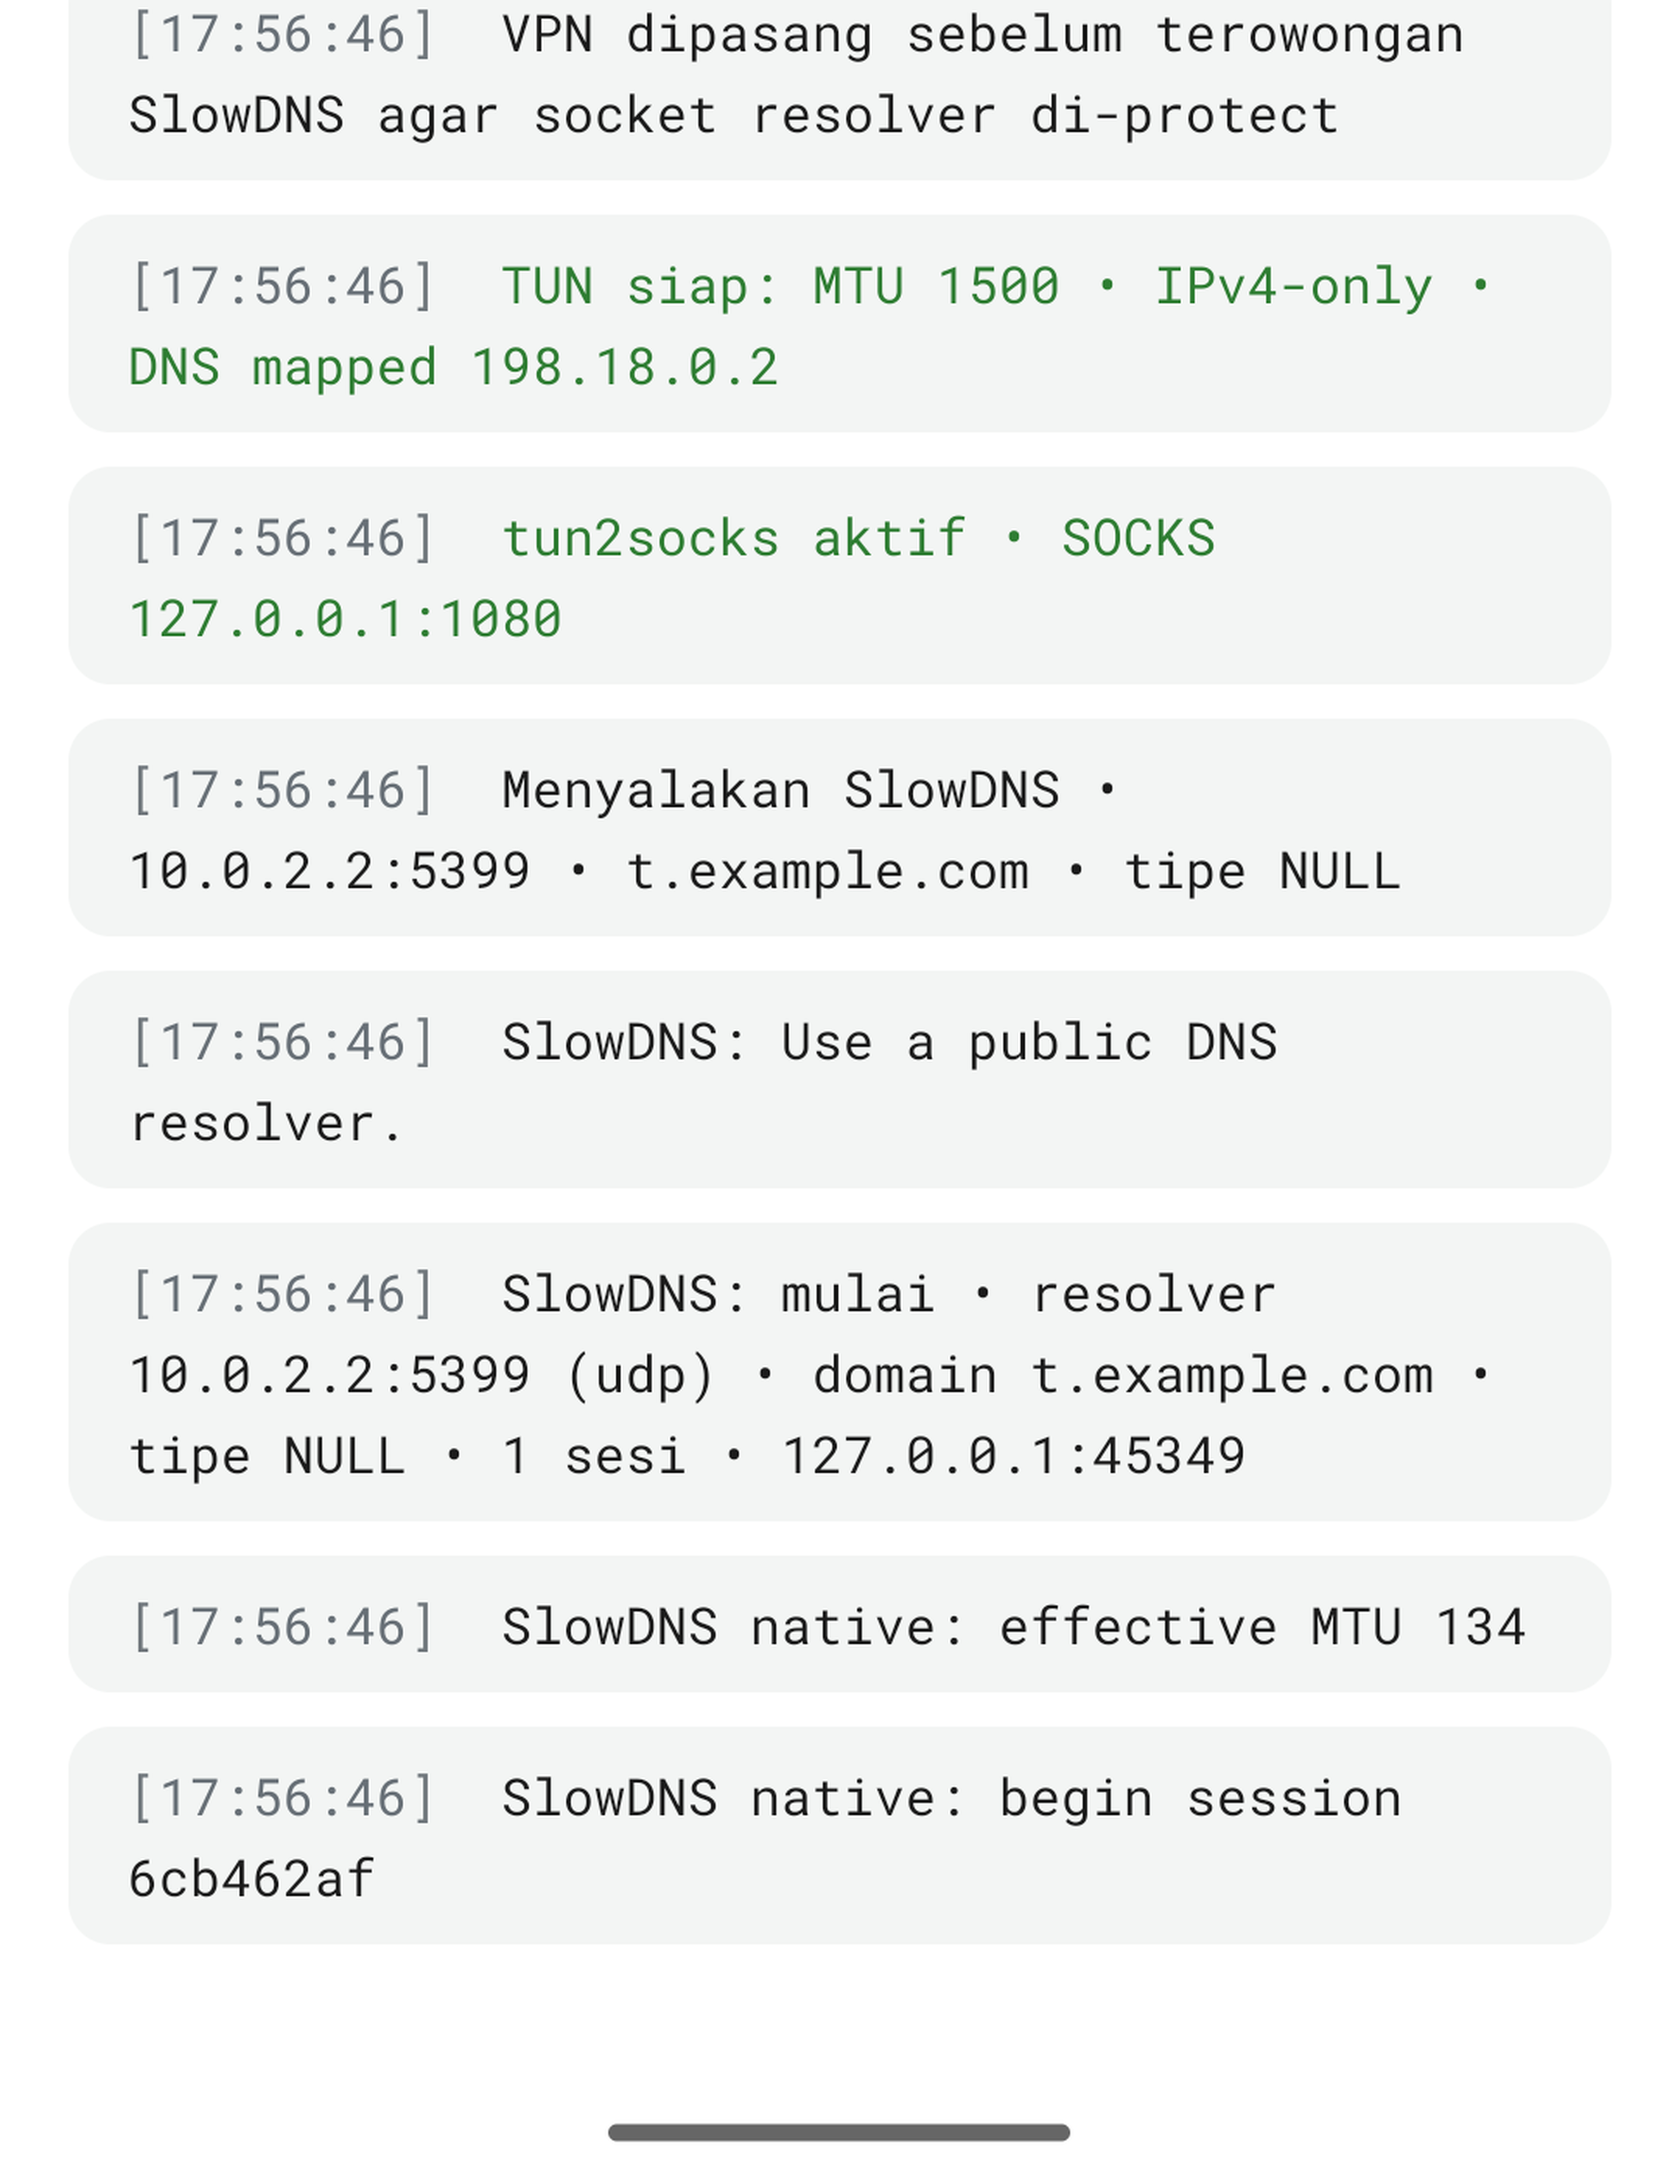 [17:56:46]  VPN dipasang sebelum terowongan
SlowDNS agar socket resolver di-protect
[17:56:46]  TUN siap: MTU 1500 • IPv4-only •
DNS mapped 198.18.0.2
[17:56:46]  tun2socks aktif • SOCKS
127.0.0.1:1080
[17:56:46]  Menyalakan SlowDNS •
10.0.2.2:5399 • t.example.com • tipe NULL
[17:56:46]  SlowDNS: Use a public DNS
resolver.
[17:56:46]  SlowDNS: mulai • resolver
10.0.2.2:5399 (udp) • domain t.example.com •
tipe NULL • 1 sesi • 127.0.0.1:45349
[17:56:46]  SlowDNS native: effective MTU 134
[17:56:46]  SlowDNS native: begin session
6cb462af